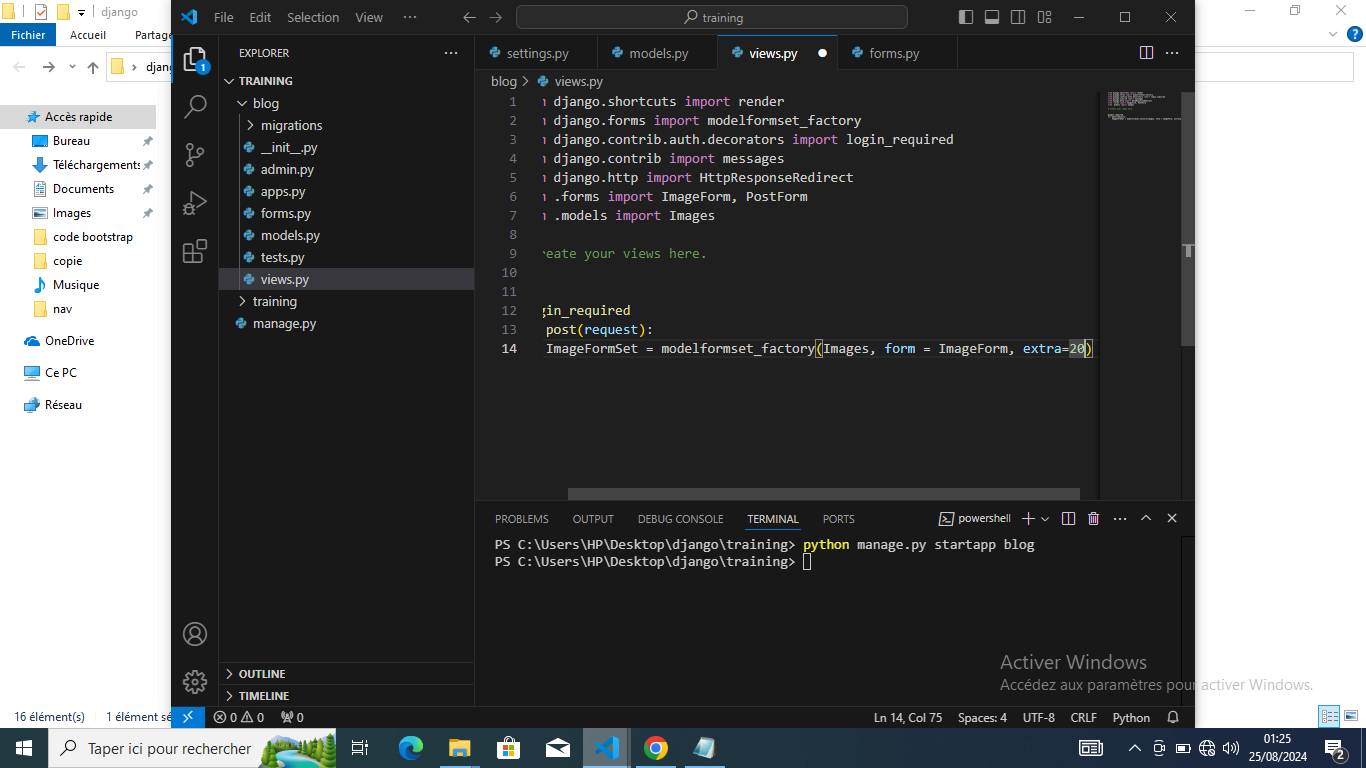 django
File Edit Selection View ··· training
Fichier Accueil Partage
EXPLORER
settings.py models.py views.py forms.py
djang
TRAINING
blog > views.py
blog
migrations
__init__.py
admin.py
apps.py
forms.py
models.py
tests.py
views.py
training
manage.py
Accès rapide
Bureau
Téléchargements
Documents
Images
code bootstrap
copie
Musique
nav
OneDrive
Ce PC
Réseau
1
1 django.shortcuts import render
2 django.forms import modelformset_factory
3 django.contrib.auth.decorators import login_required
4 django.contrib import messages
5 django.http import HttpResponseRedirect
6 .forms import ImageForm, PostForm
7 .models import Images
8
9 eate your views here.
10
11
12 gin_required
13 post(request):
14 ImageFormSet = modelformset_factory(Images, form = ImageForm, extra=20)
PROBLEMS OUTPUT DEBUG CONSOLE TERMINAL PORTS powershell
PS C:\Users\HP\Desktop\django\training> python manage.py startapp blog
PS C:\Users\HP\Desktop\django\training>
OUTLINE
TIMELINE
Activer Windows
Accédez aux paramètres pour activer Windows.
16 élément(s) 1 élément sé
0 0 0 Ln 14, Col 75 Spaces: 4 UTF-8 CRLF Python
Taper ici pour rechercher
01:25
25/08/2024
2